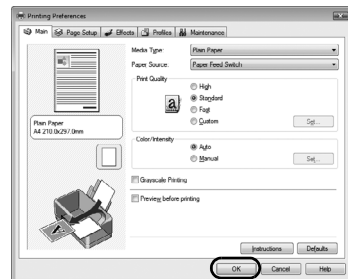 Printing Preferences
Main Page Setup Effects Profiles Maintenance
Media Type: Plain Paper
Paper Source: Paper Feed Switch
Print Quality
High
Standard
Fast
Custom Set...
Plain Paper
A4 210.0x297.0mm
Color/Intensity
Auto
Manual Set...
Grayscale Printing
Preview before printing
Instructions Defaults
OK Cancel Help